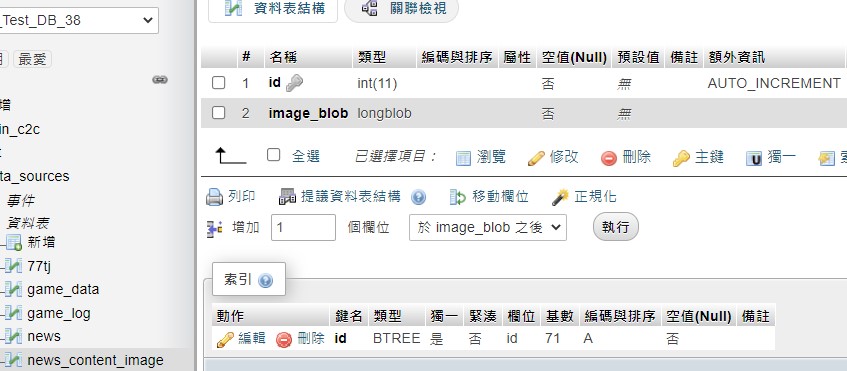 資料表結構 關聯檢視
_Test_DB_38
最愛
# 名稱 類型 編碼與排序 屬性 空值(Null) 預設值 備註 額外資訊
1 id int(11) 否 無 AUTO_INCREMENT
2 image_blob longblob 否 無
全選 已選擇項目： 瀏覽 修改 刪除 主鍵 獨一
列印 提議資料表結構 移動欄位 正規化
增加 1 個欄位 於 image_blob 之後 執行
索引
動作 鍵名 類型 獨一 緊湊 欄位 基數 編碼與排序 空值(Null) 備註
編輯 刪除 id BTREE 是 否 id 71 A 否
增
in_c2c
ta_sources
事件
資料表
新增
77tj
game_data
game_log
news
news_content_image